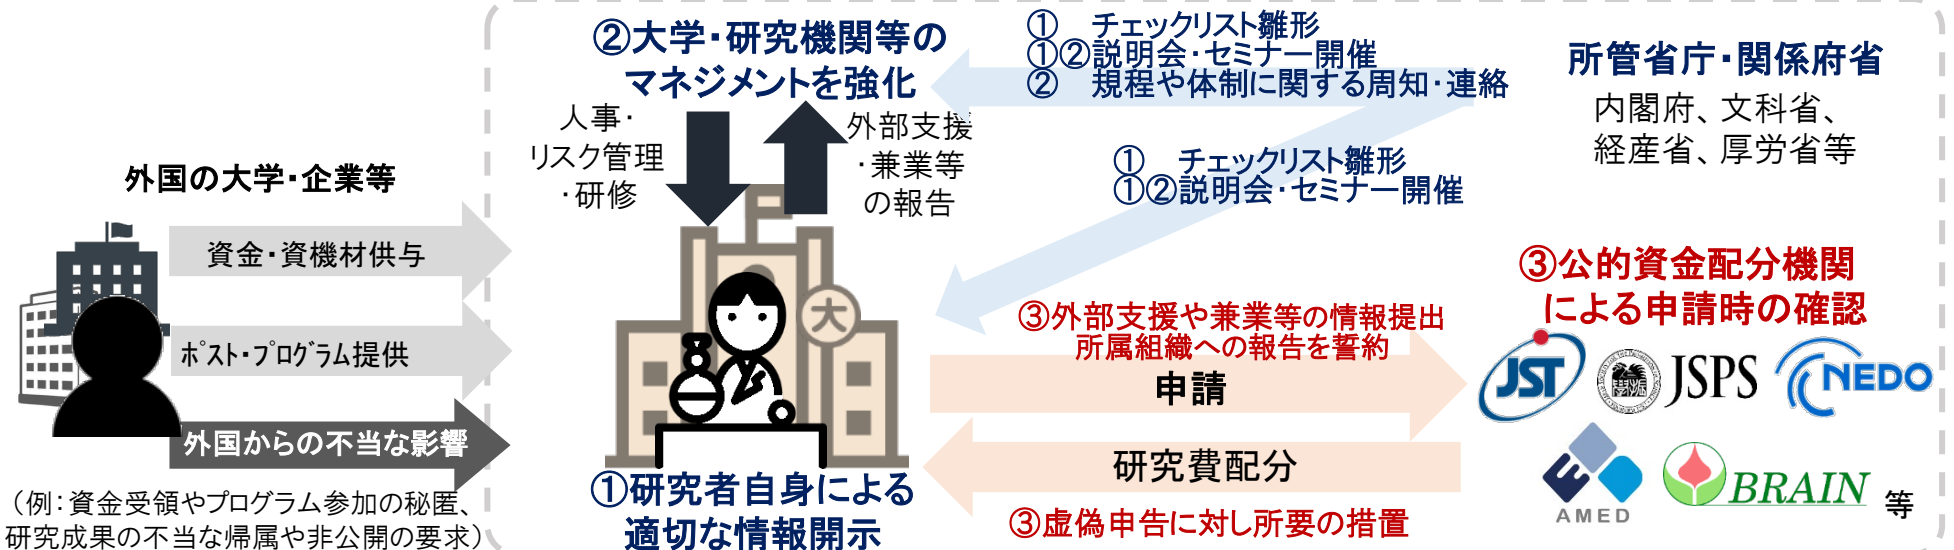 外国の大学・企業等
資金・資機材供与
ﾎﾟｽﾄ・ﾌﾟﾛｸﾞﾗﾑ提供
外国からの不当な影響
（例：資金受領やプログラム参加の秘匿、
研究成果の不当な帰属や非公開の要求）
②大学・研究機関等の
マネジメントを強化
人事・
リスク管理
・研修
外部支援
・兼業等
の報告
大
①研究者自身による
適切な情報開示
①　チェックリスト雛形
①②説明会・セミナー開催
②　規程や体制に関する周知・連絡
①　チェックリスト雛形
①②説明会・セミナー開催
③外部支援や兼業等の情報提出
所属組織への報告を誓約
申請
研究費配分
③虚偽申告に対し所要の措置
所管省庁・関係府省
内閣府、文科省、
経産省、厚労省等
③公的資金配分機関
による申請時の確認
JST
JSPS
NEDO
AMED
BRAIN 等